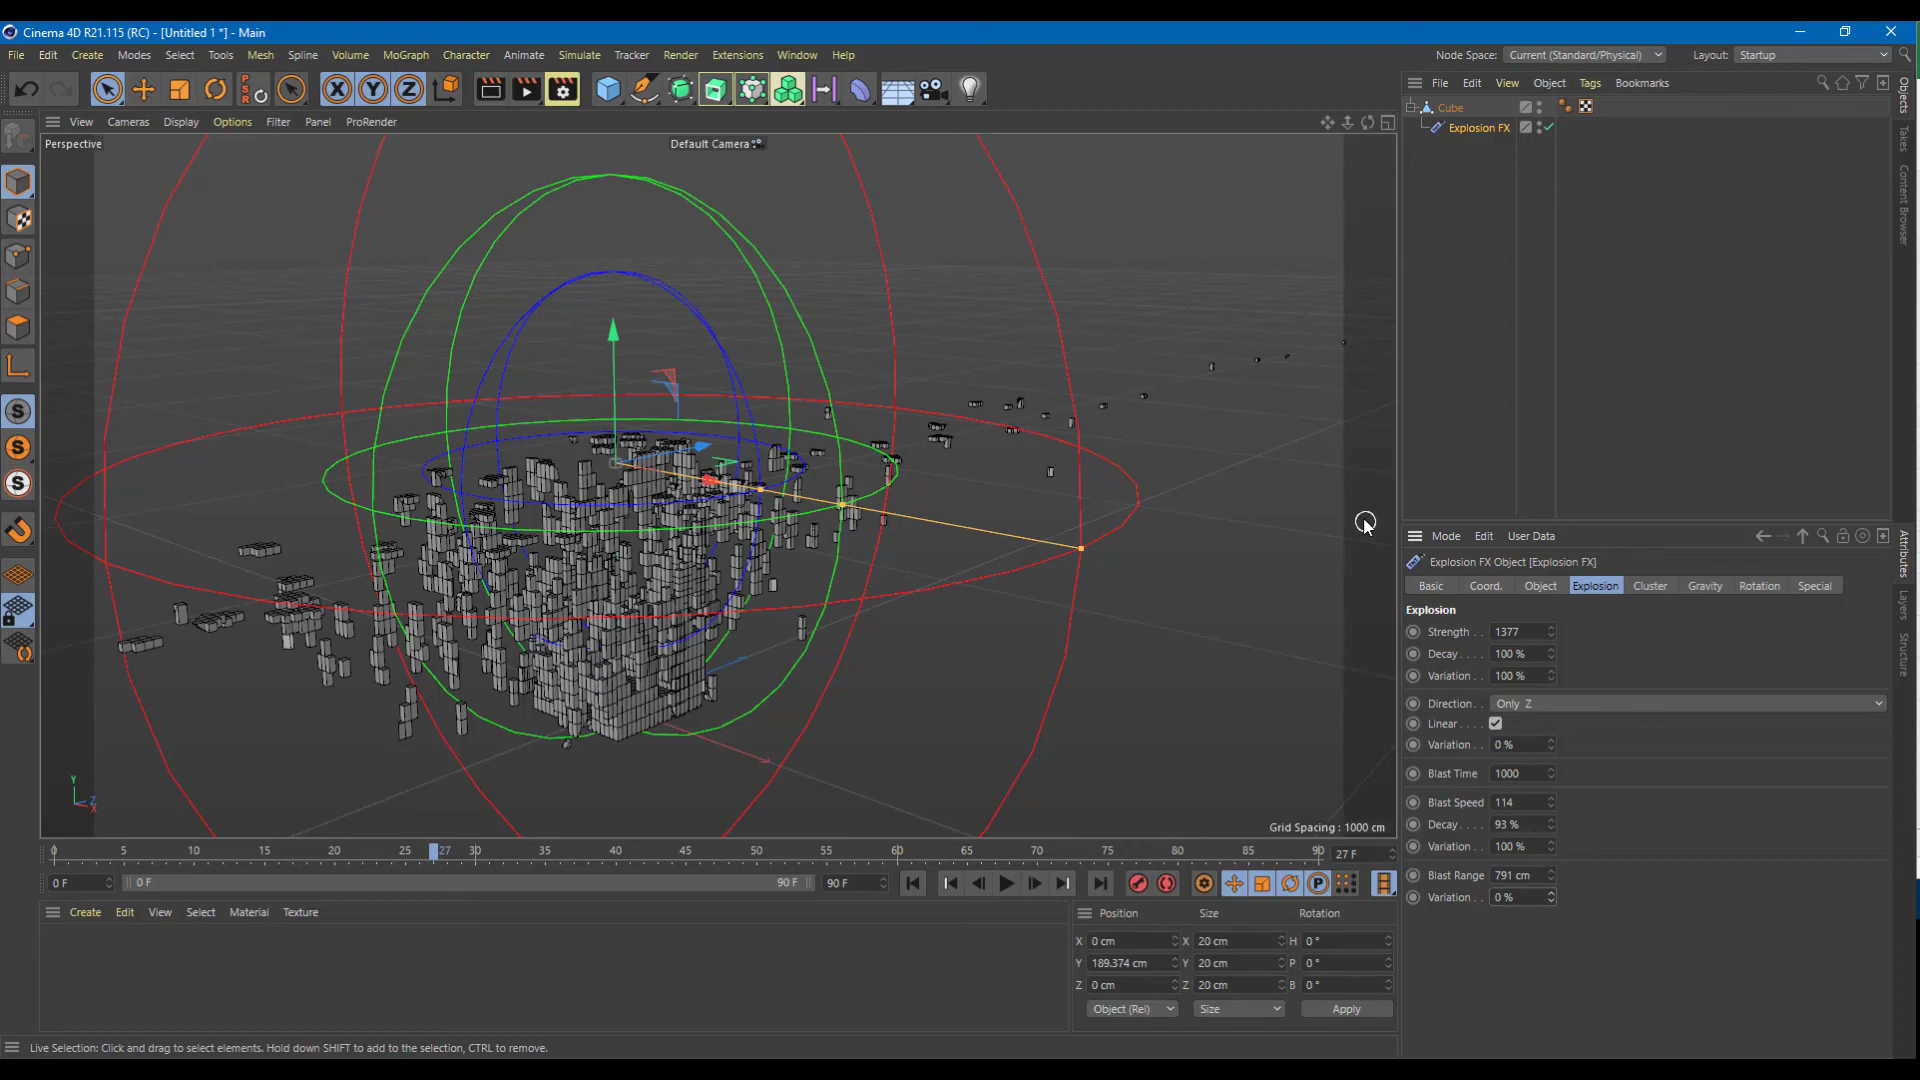 Cinema 4D R21.115 (RC) - [Untitled 1 *] - Main
File Edit Create Modes Select Tools Mesh Spline Volume MoGraph Character Animate Simulate Tracker Render Extensions Window Help
Node Space: Current (Standard/Physical) Layout: Startup
File Edit View Object Tags Bookmarks
Cube
Explosion FX
Objects
Takes
Content Browser
View Cameras Display Options Filter Panel ProRender
Perspective
Default Camera
Y
Z
X
Grid Spacing : 1000 cm
Mode Edit User Data
Explosion FX Object [Explosion FX]
Basic Coord. Object Explosion Cluster Gravity Rotation Special
Explosion
Strength . . 1377
Decay . . . . 100 %
Variation . . 100 %
Direction . . Only Z
Linear . . . .
Variation . . 0 %
Blast Time 1000
Blast Speed 114
Decay . . . . 93 %
Variation . . 100 %
Blast Range 791 cm
Variation . . 0 %
Attributes
Layers
Structure
0 5 10 15 20 25 27 30 35 40 45 50 55 60 65 70 75 80 85 90 27 F
0 F 0 F 90 F 90 F
Create Edit View Select Material Texture
Position Size Rotation
X 0 cm X 20 cm H 0 °
Y 189.374 cm Y 20 cm P 0 °
Z 0 cm Z 20 cm B 0 °
Object (Rel) Size Apply
Live Selection: Click and drag to select elements. Hold down SHIFT to add to the selection, CTRL to remove.